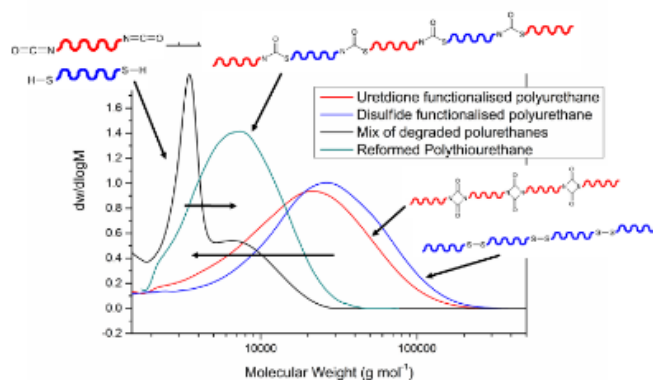 O=C=N
N=C=O
H-S
S-H
O
O
O
O
N
S
N
S
N
S
N
S
Uretdione functionalised polyurethane
Disulfide functionalised polyurethane
Mix of degraded polurethanes
Reformed Polythiourethane
1.6
1.4
1.2
1.0
0.8
0.6
0.4
0.2
0.0
-0.2
dw/dlogM
O
O
O
O
O
O
S-S
S-S
S-S
10000
100000
Molecular Weight (g mol-1)